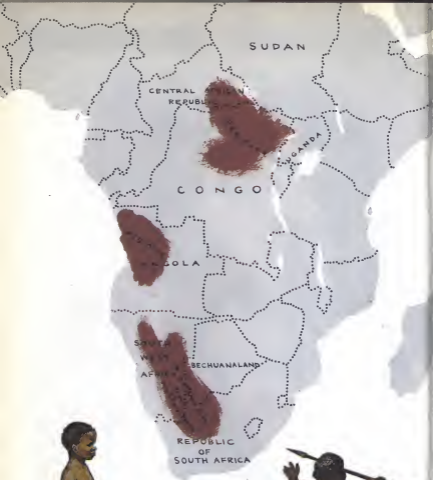 SUDAN
CENTRAL AFRICAN
REPUBLIC
UGANDA
CONGO
ANGOLA
SOUTH
WEST
AFRICA
BECHUANALAND
REPUBLIC
OF
SOUTH AFRICA